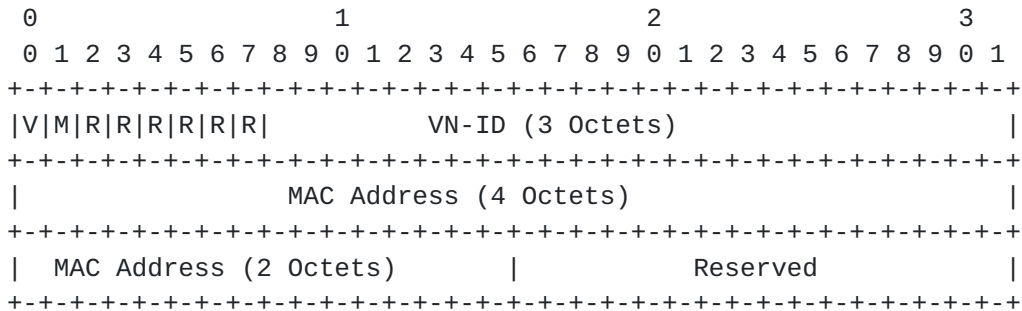 0                   1                   2                   3
 0 1 2 3 4 5 6 7 8 9 0 1 2 3 4 5 6 7 8 9 0 1 2 3 4 5 6 7 8 9 0 1
+-+-+-+-+-+-+-+-+-+-+-+-+-+-+-+-+-+-+-+-+-+-+-+-+-+-+-+-+-+-+-+-+
|V|M|R|R|R|R|R|R|          VN-ID (3 Octets)                     |
+-+-+-+-+-+-+-+-+-+-+-+-+-+-+-+-+-+-+-+-+-+-+-+-+-+-+-+-+-+-+-+-+
|                 MAC Address (4 Octets)                        |
+-+-+-+-+-+-+-+-+-+-+-+-+-+-+-+-+-+-+-+-+-+-+-+-+-+-+-+-+-+-+-+-+
|  MAC Address (2 Octets)       |           Reserved            |
+-+-+-+-+-+-+-+-+-+-+-+-+-+-+-+-+-+-+-+-+-+-+-+-+-+-+-+-+-+-+-+-+